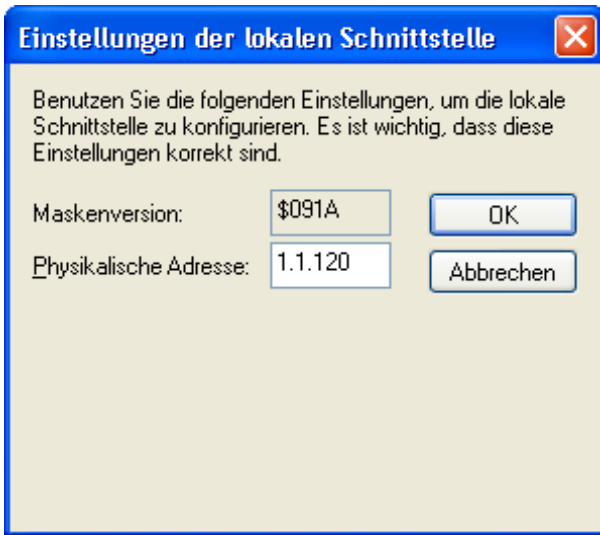 Einstellungen der lokalen Schnittstelle
Benutzen Sie die folgenden Einstellungen, um die lokale
Schnittstelle zu konfigurieren. Es ist wichtig, dass diese
Einstellungen korrekt sind.
Maskenversion: $091A OK
Physikalische Adresse: 1.1.120 Abbrechen